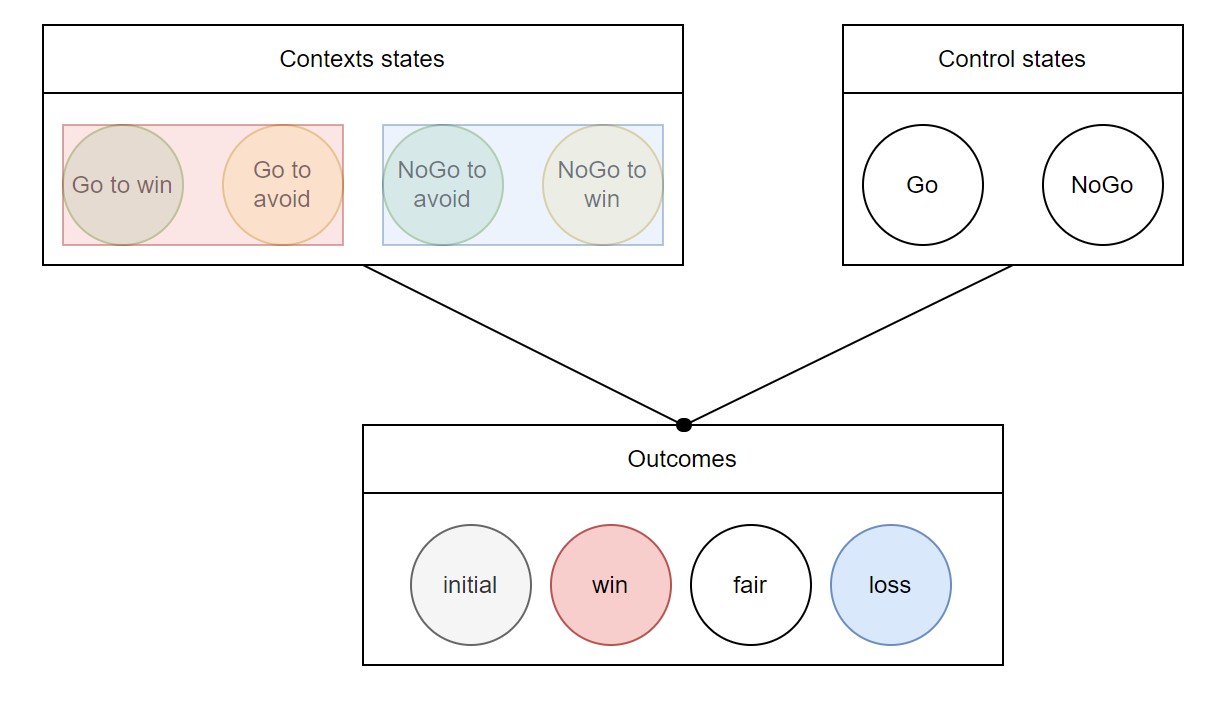 Contexts states
Control states
Go to win
Go to
avoid
NoGo to
avoid
NoGo to
win
Go
NoGo
Outcomes
initial
win
fair
loss